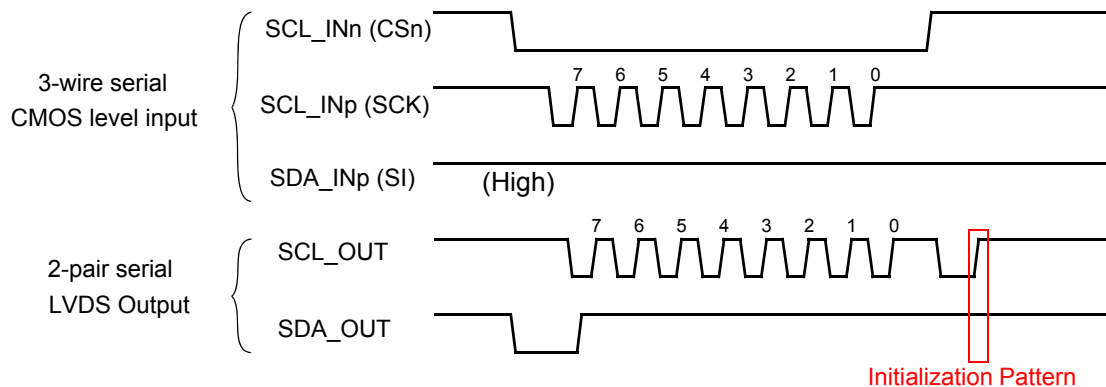 SCL_INn (CSn)
7 6 5 4 3 2 1 0
3-wire serial
CMOS level input
SCL_INp (SCK)
SDA_INp (SI)
(High)
7 6 5 4 3 2 1 0
SCL_OUT
2-pair serial
LVDS Output
SDA_OUT
Initialization Pattern